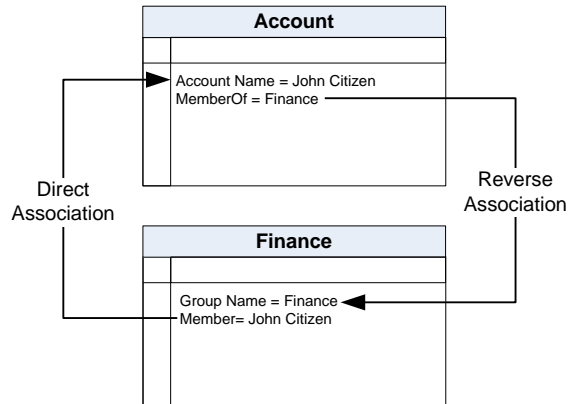 Account
Account Name = John Citizen
MemberOf = Finance
Direct
Association
Reverse
Association
Finance
Group Name = Finance
Member= John Citizen